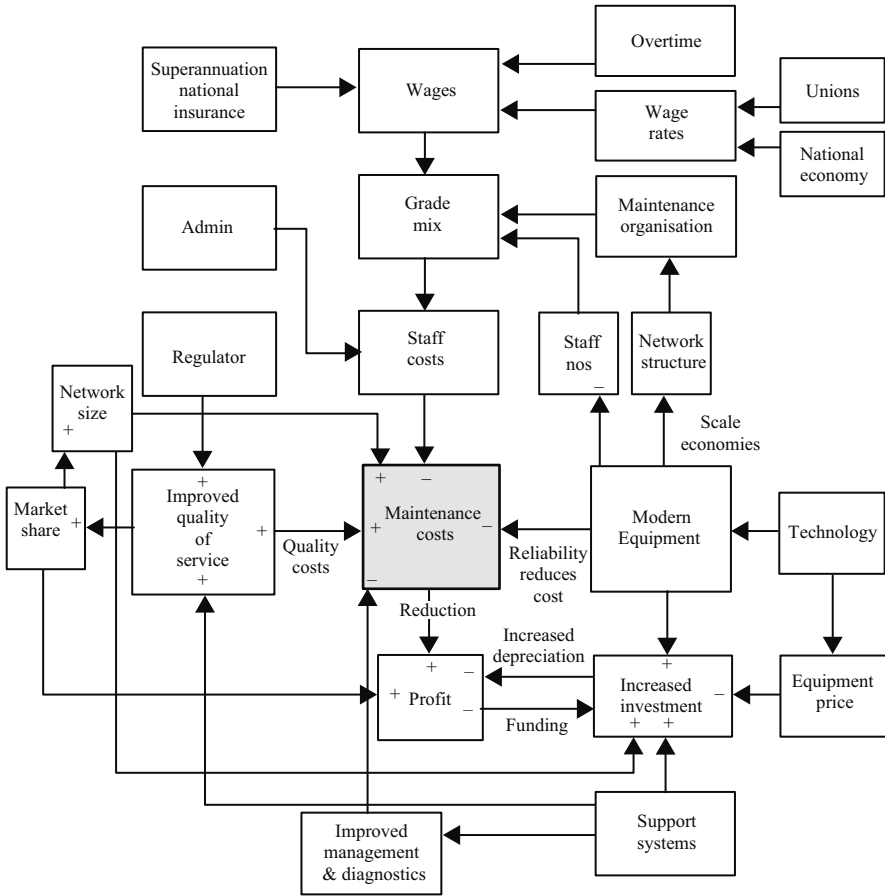 Overtime
Superannuation
national
insurance
Wages
Unions
Wage
rates
National
economy
Admin
Grade
mix
Maintenance
organisation
Regulator
Staff
costs
Staff
nos
–
Network
structure
Network
size
+
Scale
economies
+
Improved
quality
of
service
+
+
Market
share
+
Quality
costs
+
–
+
Maintenance
costs
–
–
Reliability
reduces
cost
Modern
Equipment
Technology
Reduction
Increased
depreciation
+
–
+
Profit
–
Funding
+
Increased
investment
–
+ +
Equipment
price
Improved
management
& diagnostics
Support
systems